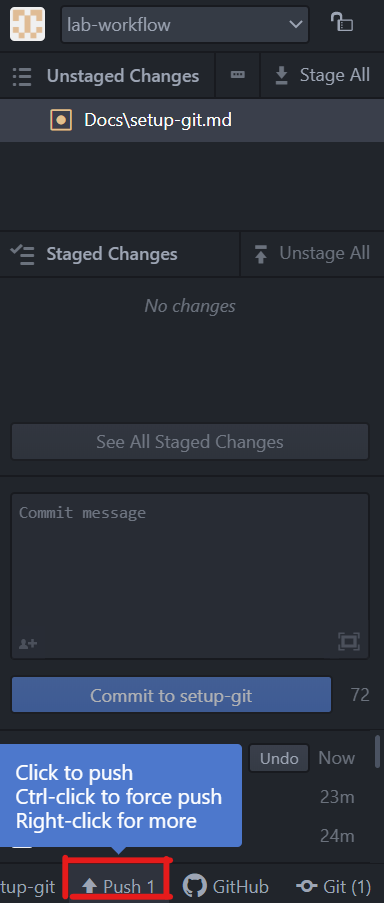 lab-workflow
Unstaged Changes
Stage All
Docs\setup-git.md
Staged Changes
Unstage All
No changes
See All Staged Changes
Commit message
Commit to setup-git
72
Undo
Now
Click to push
Ctrl-click to force push
Right-click for more
23m
24m
tup-git
Push 1
GitHub
Git (1)